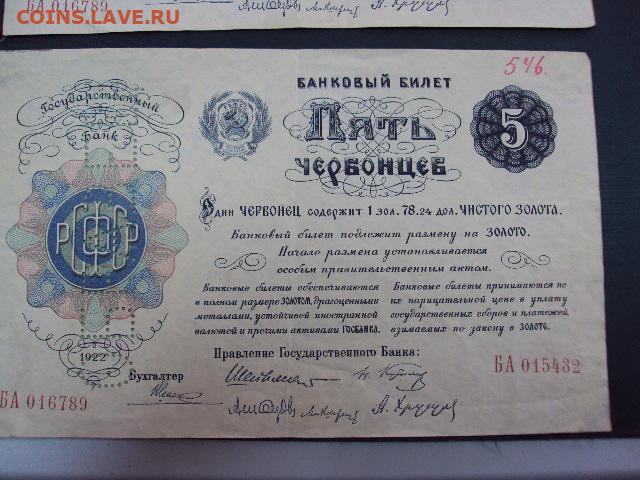 COINS.LAVE.RU
БА 016789
546.
Государственный
Банк
БАНКОВЫЙ БИЛЕТ
ПЯТЬ
ЧЕРВОНЦЕВ
5
Один ЧЕРВОНЕЦ содержит 1 зол. 78.24 дол. ЧИСТОГО ЗОЛОТА.
Банковый билет подлежит размену на ЗОЛОТО.
Начало размена устанавливается
особым правительственным актом.
Банковые билеты обеспечиваются
в полном размере ЗОЛОТОМ, драгоценными
металлами, устойчивой иностранной
валютой и прочими активами ГОСБАНКА.
Банковые билеты принимаются по
их нарицательной цене в уплату
государственных сборов и платежей,
взимаемых по закону в ЗОЛОТЕ.
РСФСР
1922
Правление Государственного Банка:
Бухгалтер
БА 015432
БА 016789